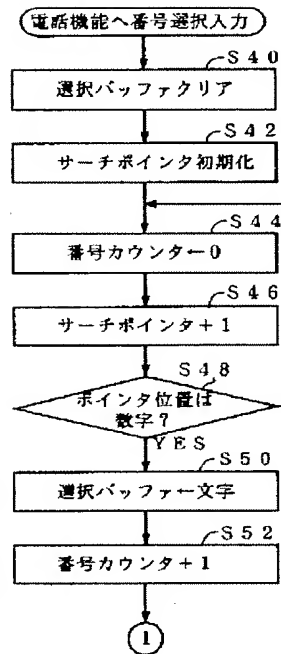 電話機能へ番号選択入力
S40
選択バッファクリア
S42
サーチポインタ初期化
S44
番号カウンタ←0
S46
サーチポインタ+1
S48
ポインタ位置は
数字?
YES
S50
選択バッファ←文字
S52
番号カウンタ+1
1